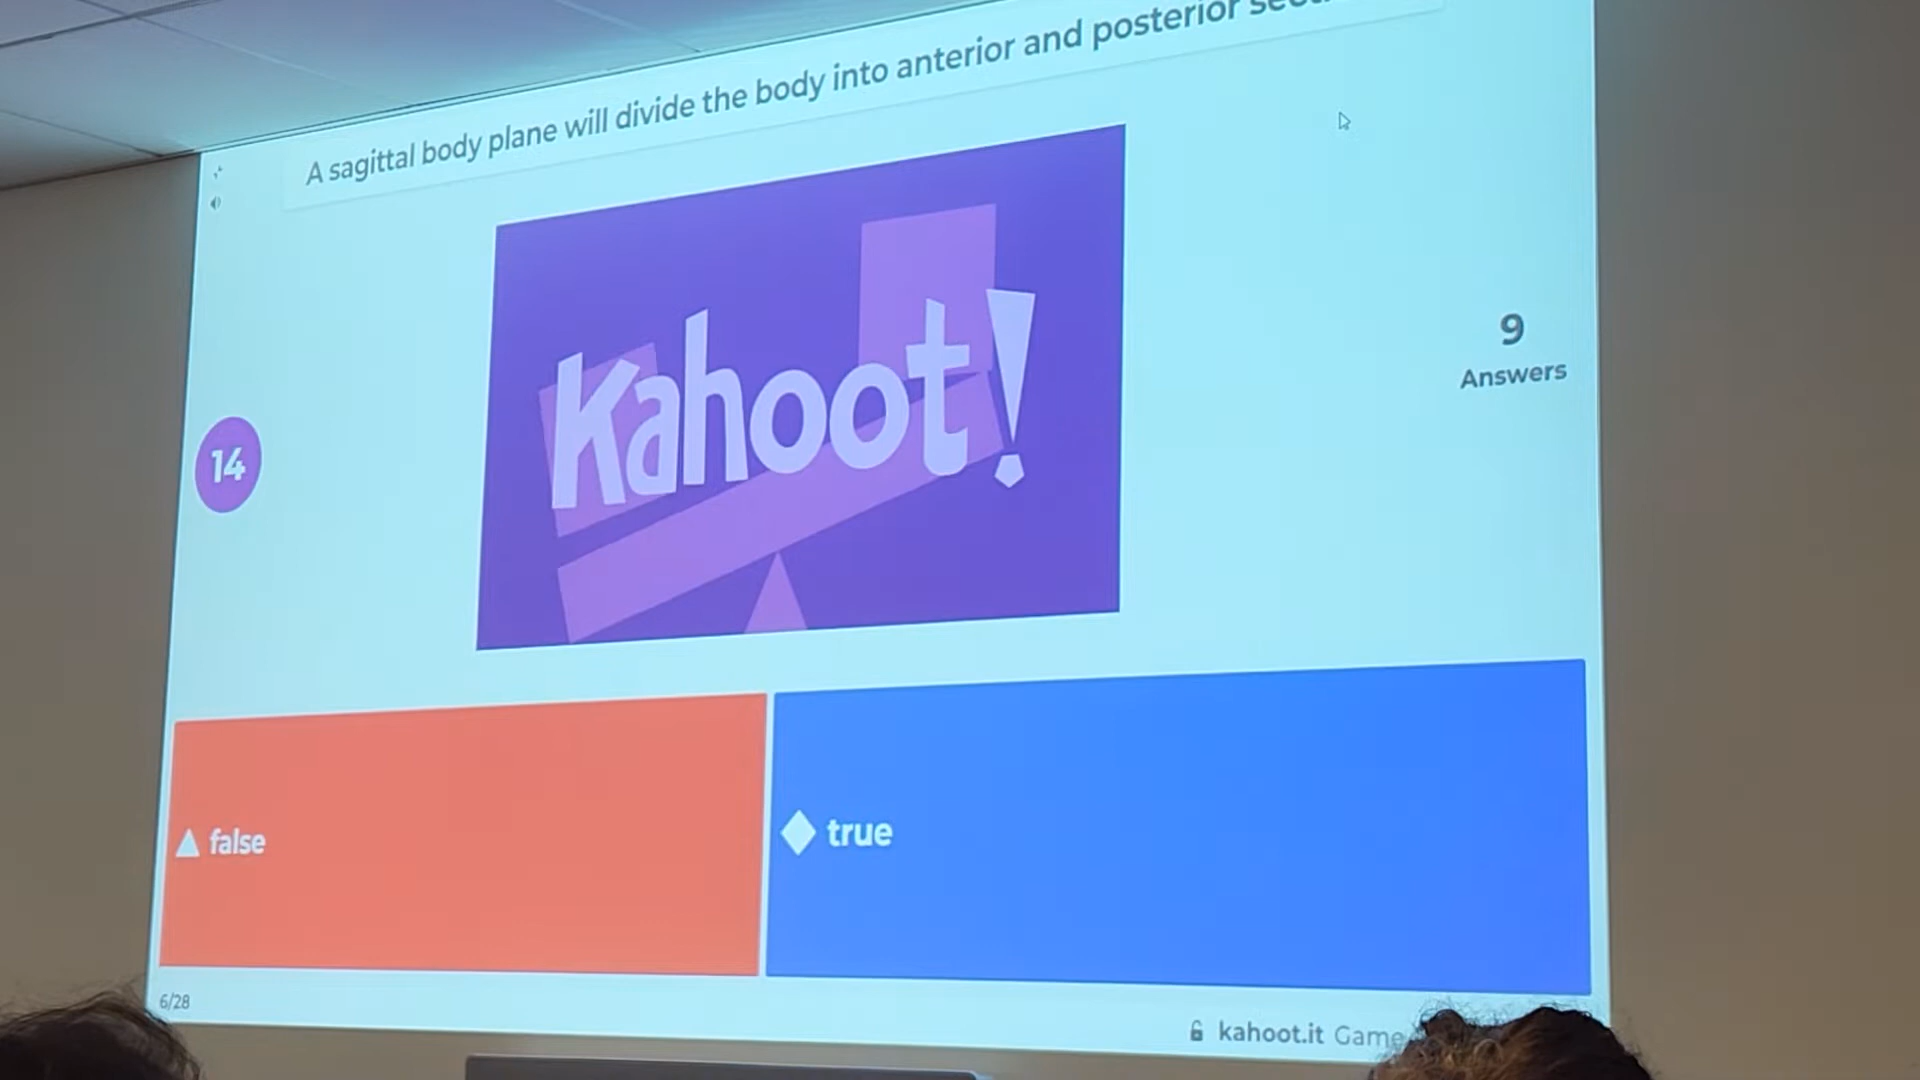 A sagittal body plane will divide the body into anterior and posterior
Kahoot!
14
9
Answers
false
true
6/28
kahoot.it Game